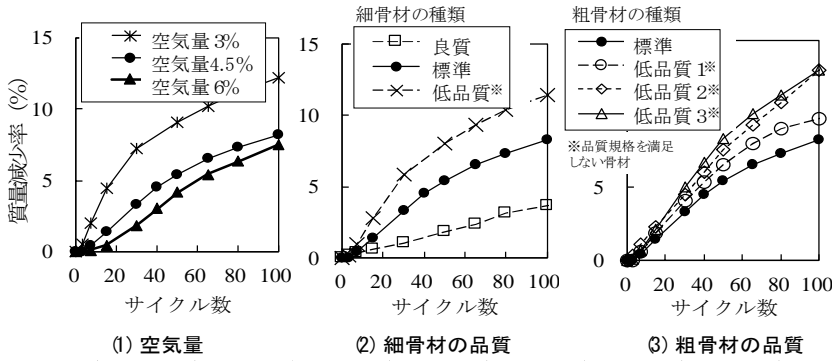 細骨材の種類
粗骨材の種類
質量減少率 (%)
15
10
5
0
空気量3%
空気量4.5%
空気量6%
0 20 40 60 80 100
サイクル数
(1) 空気量
15
10
5
0
良質
標準
低品質※
0 20 40 60 80 100
サイクル数
(2) 細骨材の品質
標準
低品質1※
低品質2※
低品質3※
※品質規格を満足
しない骨材
5
0
0 20 40 60 80 100
サイクル数
(3) 粗骨材の品質